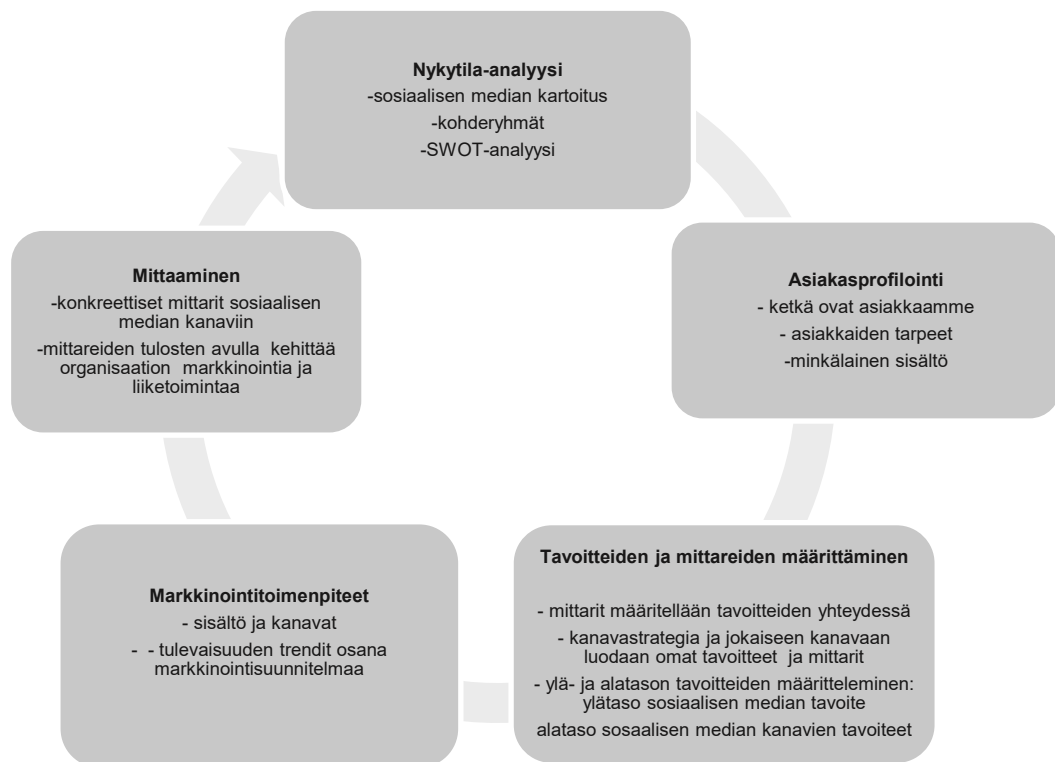 Nykytila-analyysi
-sosiaalisen median kartoitus
-kohderyhmät
-SWOT-analyysi
Asiakasprofilointi
- ketkä ovat asiakkaamme
- asiakkaiden tarpeet
-minkälainen sisältö
Tavoitteiden ja mittareiden määrittäminen
- mittarit määritellään tavoitteiden yhteydessä
- kanavastrategia ja jokaiseen kanavaan
luodaan omat tavoitteet ja mittarit
- ylä- ja alatason tavoitteiden määritteleminen:
ylätaso sosiaalisen median tavoite
alataso sosaalisen median kanavien tavoiteet
Markkinointitoimenpiteet
- sisältö ja kanavat
- - tulevaisuuden trendit osana
markkinointisuunnitelmaa
Mittaaminen
-konkreettiset mittarit sosiaalisen
median kanaviin
-mittareiden tulosten avulla kehittää
organisaation markkinointia ja
liiketoimintaa